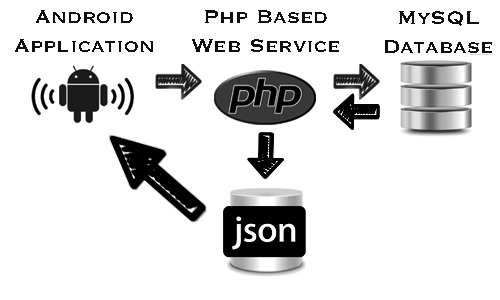 Android
Application
Php Based
Web Service
MySQL
Database
php
json